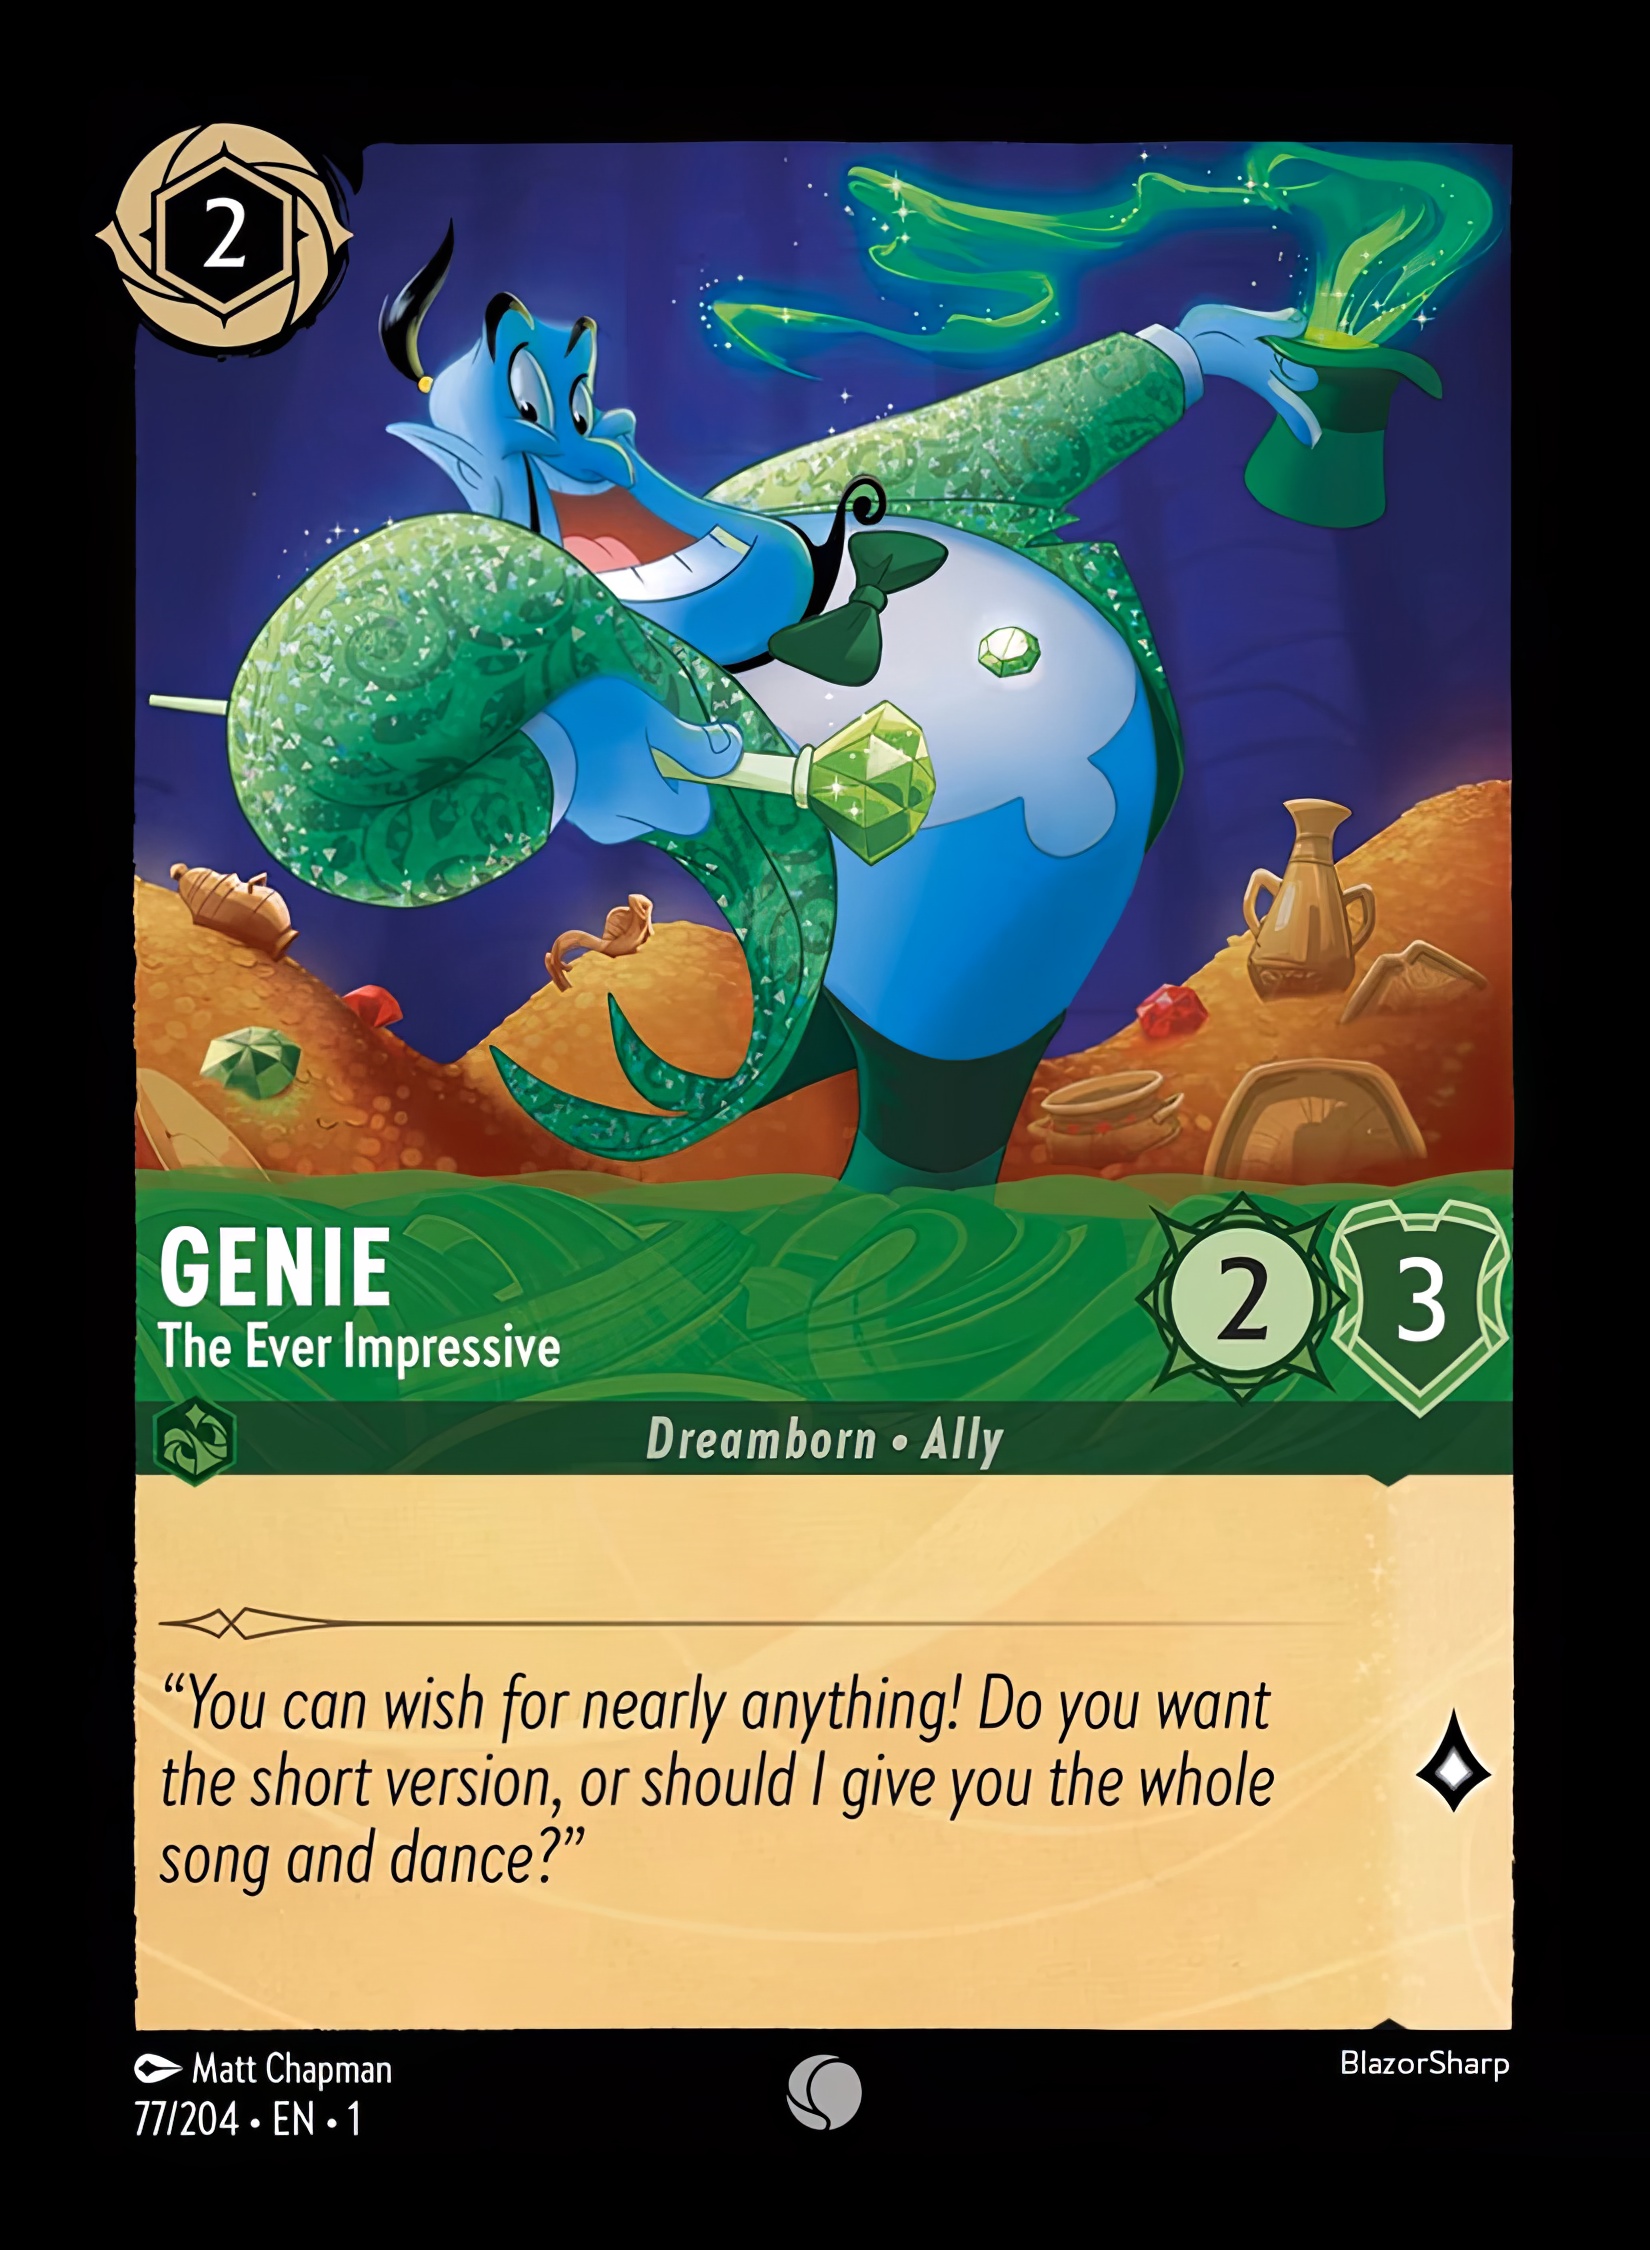 2
GENIE
The Ever Impressive
2
3
Dreamborn • Ally
“You can wish for nearly anything! Do you want
the short version, or should I give you the whole
song and dance?”
Matt Chapman
BlazorSharp
77/204 • EN • 1